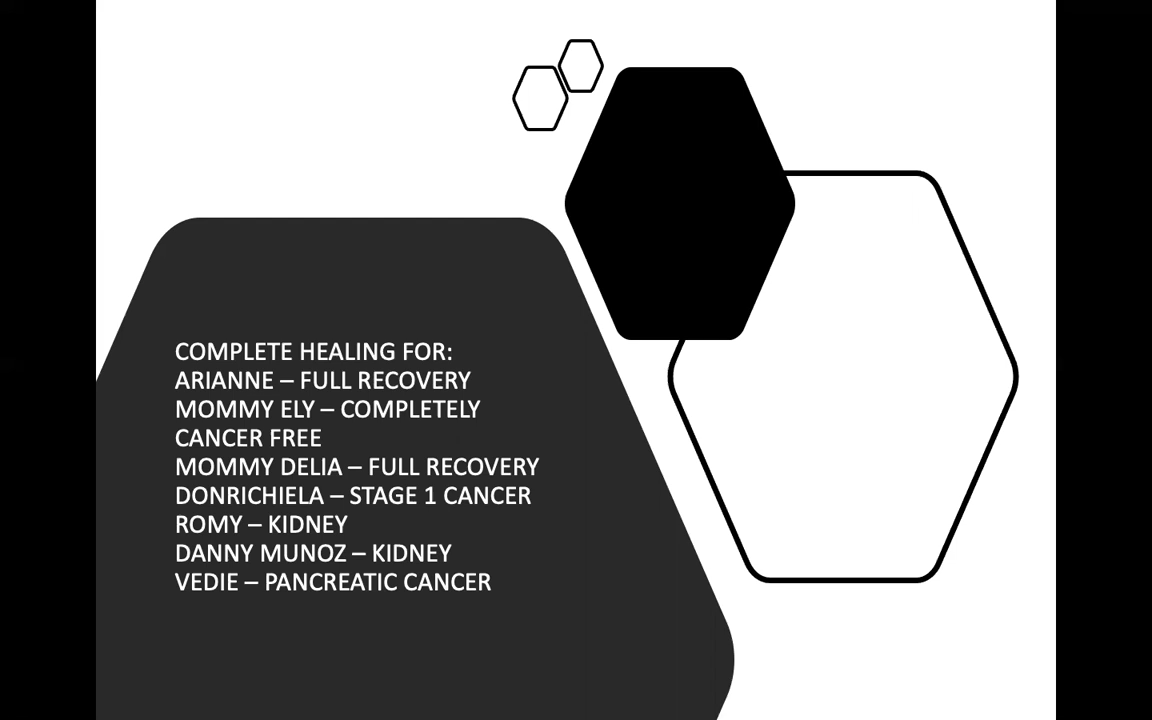 COMPLETE HEALING FOR:
ARIANNE – FULL RECOVERY
MOMMY ELY – COMPLETELY
CANCER FREE
MOMMY DELIA – FULL RECOVERY
DONRICHIELA – STAGE 1 CANCER
ROMY – KIDNEY
DANNY MUNOZ – KIDNEY
VEDIE – PANCREATIC CANCER